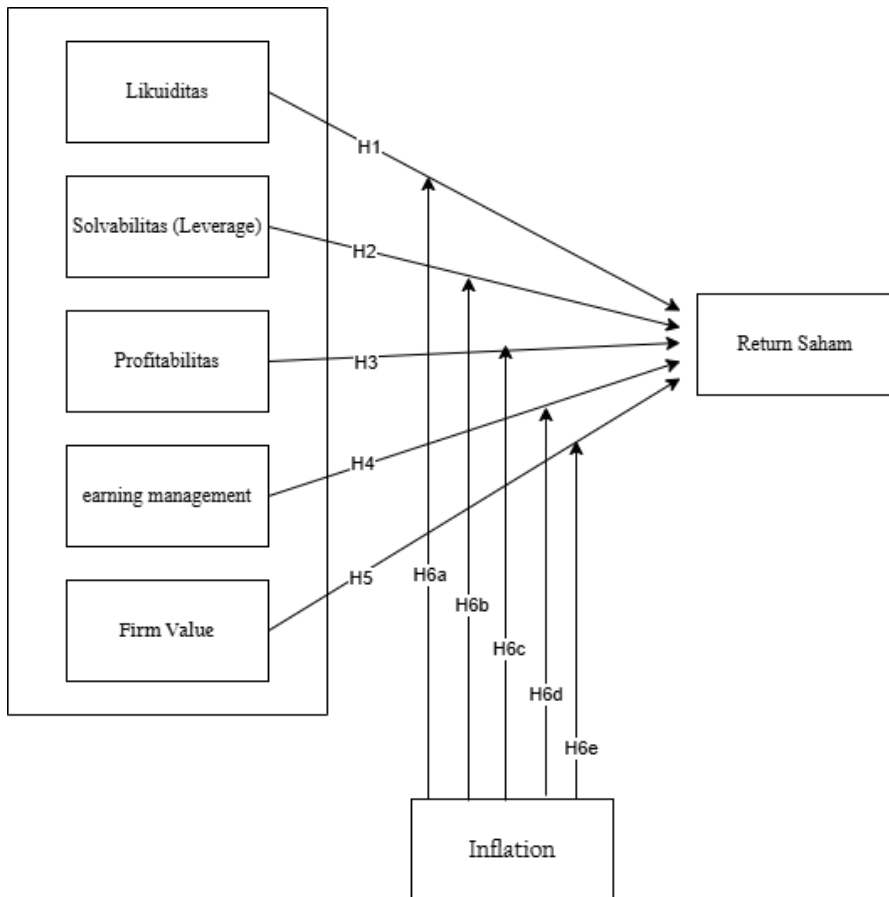 Likuiditas
H1
Solvabilitas (Leverage)
H2
Return Saham
Profitabilitas
H3
earning management
H4
Firm Value
H5
H6a
H6b
H6c
H6d
H6e
Inflation